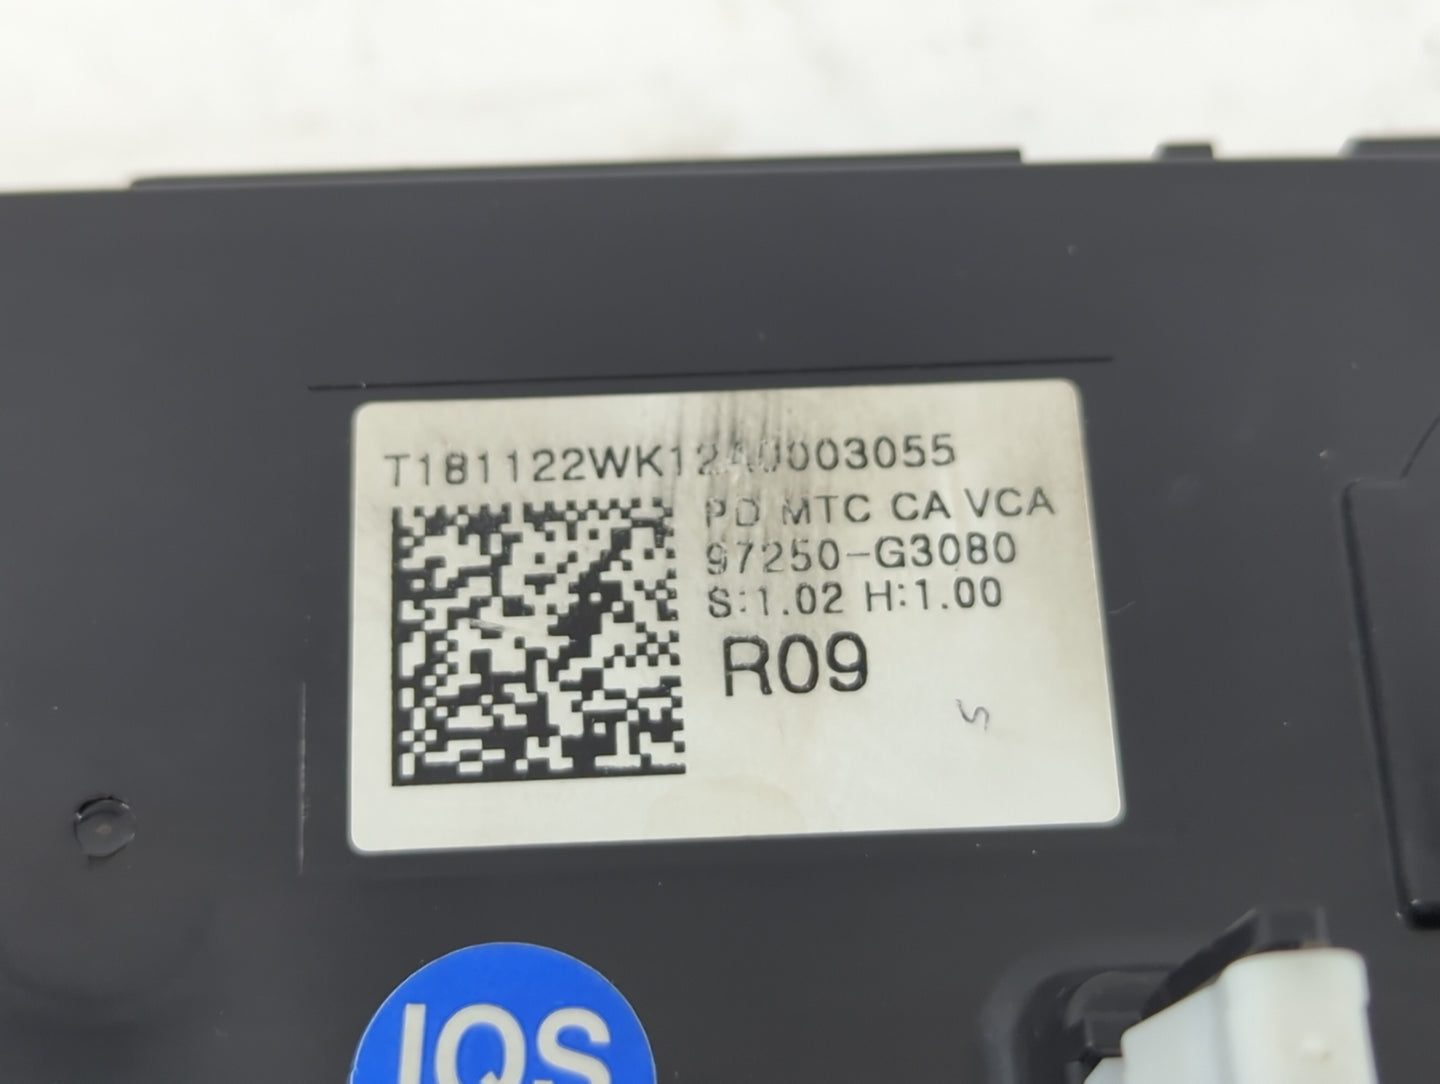 T181122WK12A0003055
PD MTC CA VCA
97250-G3080
S:1.02 H:1.00
R09
IQS